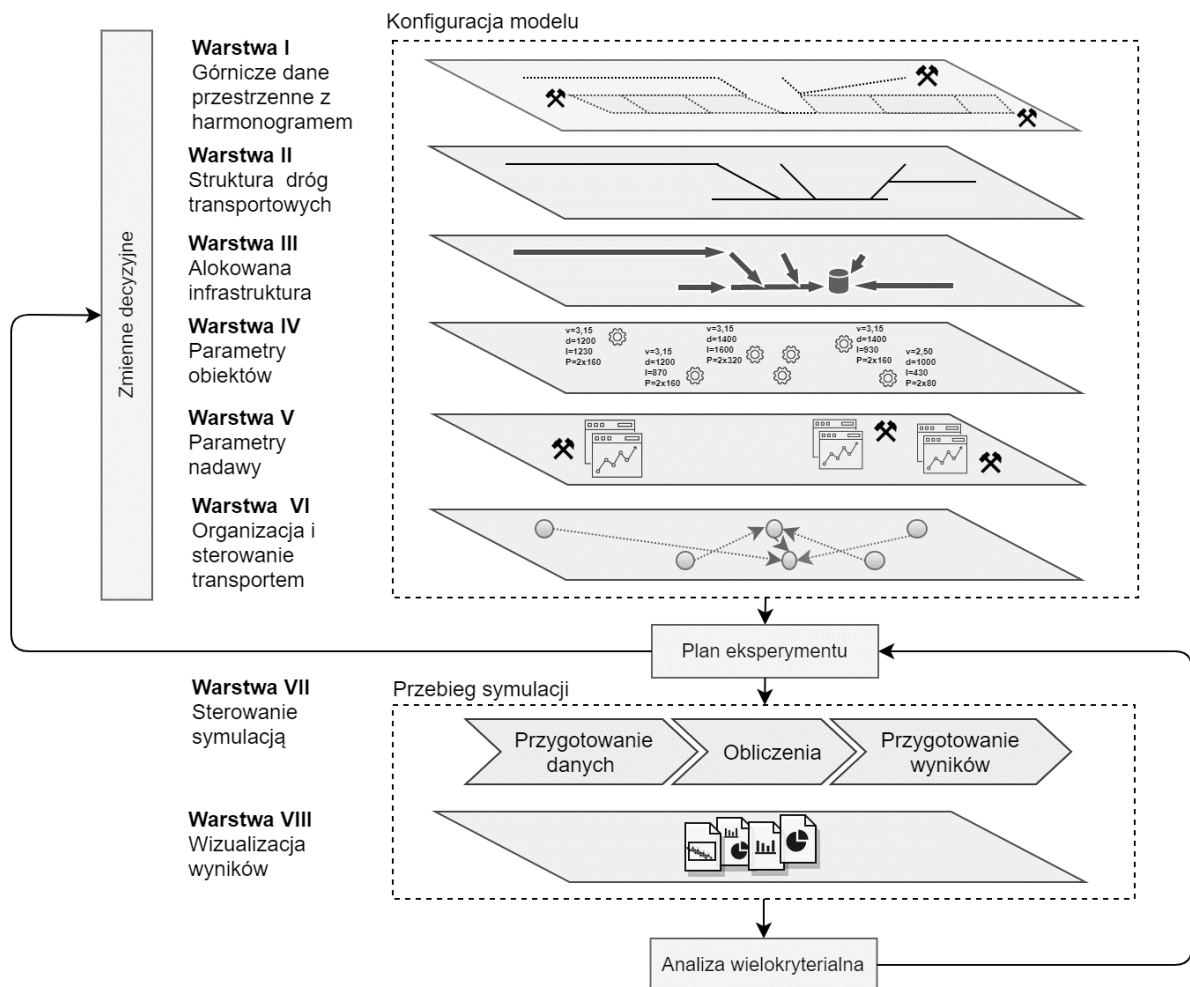 Konfiguracja modelu
Zmienne decyzyjne
Warstwa I
Górnicze dane
przestrzenne z
harmonogramem
Warstwa II
Struktura dróg
transportowych
Warstwa III
Alokowana
infrastruktura
Warstwa IV
Parametry
obiektów
v=3,15
d=1200
l=1230
P=2x160
v=3,15
d=1200
l=870
P=2x160
v=3,15
d=1400
l=1600
P=2x320
v=3,15
d=1400
l=930
P=2x160
v=2,50
d=1000
l=430
P=2x80
Warstwa V
Parametry
nadawy
Warstwa VI
Organizacja i
sterowanie
transportem
Plan eksperymentu
Warstwa VII
Sterowanie
symulacją
Przebieg symulacji
Przygotowanie
danych
Obliczenia
Przygotowanie
wyników
Warstwa VIII
Wizualizacja
wyników
Analiza wielokryterialna